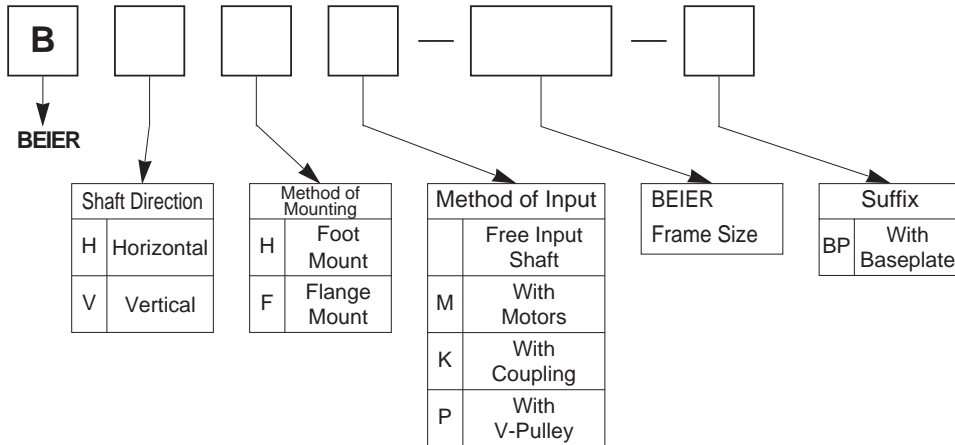 B
BEIER
Shaft Direction
H Horizontal
V Vertical
Method of
Mounting
H Foot
Mount
F Flange
Mount
Method of Input
Free Input
Shaft
M With
Motors
K With
Coupling
P With
V-Pulley
BEIER
Frame Size
Suffix
BP With
Baseplate